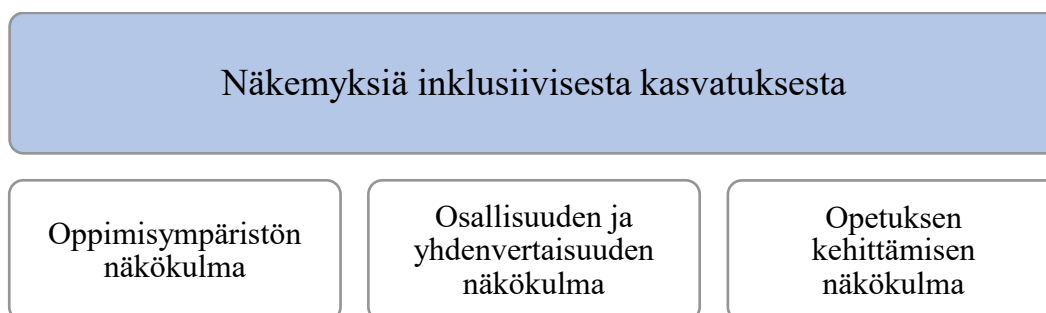 Näkemyksiä inklusiivisesta kasvatuksesta
Oppimisympäristön
näkökulma
Osallisuuden ja
yhdenvertaisuuden
näkökulma
Opetuksen
kehittämisen
näkökulma